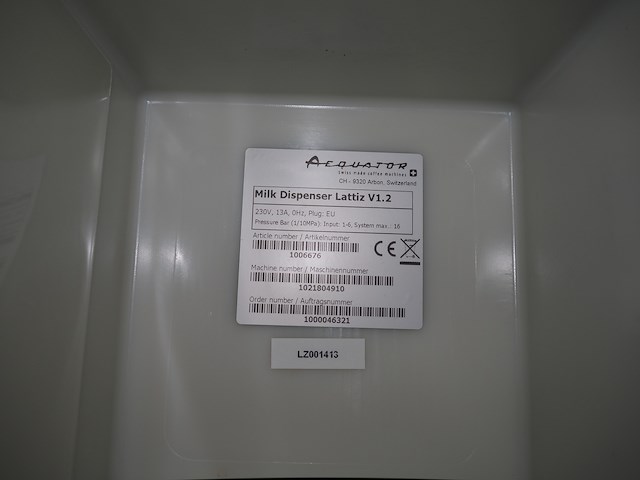 AEQUATOR
swiss made coffee machines
CH - 9320 Arbon, Switzerland
Milk Dispenser Lattiz V1.2
230V, 13A, 0Hz, Plug: EU
Pressure Bar (1/10MPa): Input: 1-6, System max.: 16
Article number / Artikelnummer
1006676
CE
Machine number / Maschinennummer
1021804910
Order number / Auftragsnummer
1000046321
LZ001413